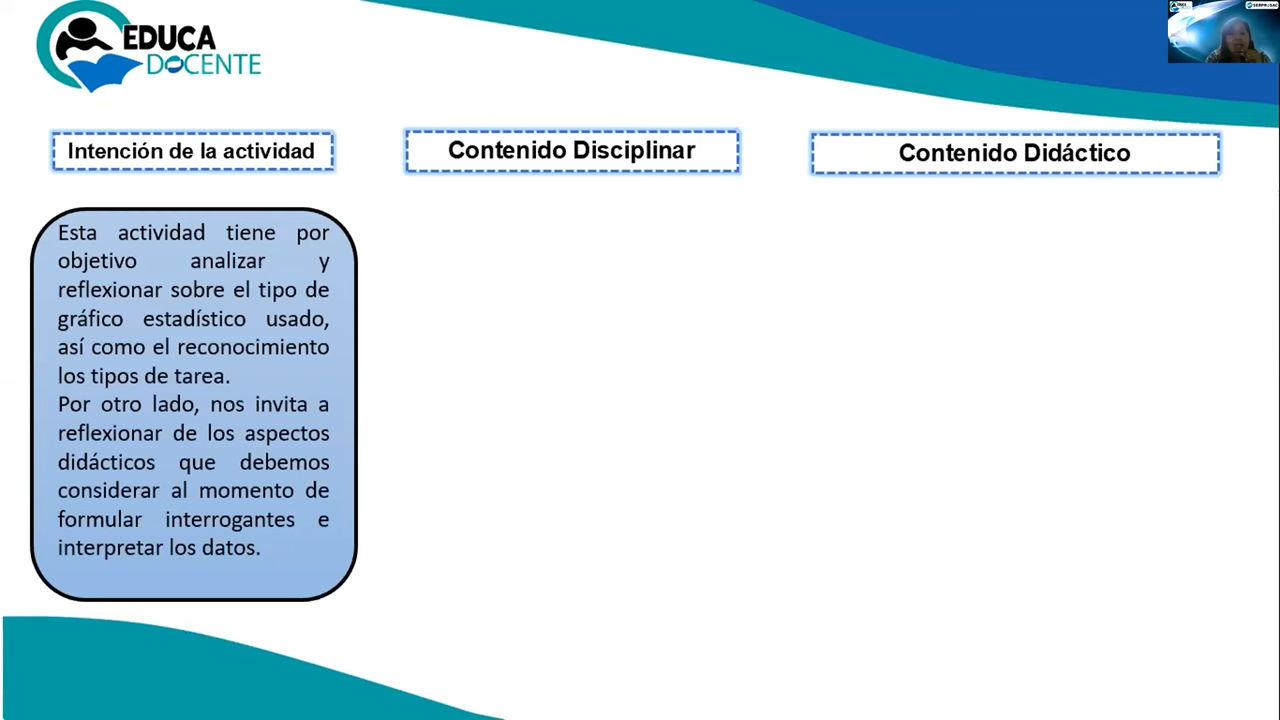 EDUCA
DOCENTE
Intención de la actividad
Contenido Disciplinar
Contenido Didáctico
Esta actividad tiene por
objetivo analizar y
reflexionar sobre el tipo de
gráfico estadístico usado,
así como el reconocimiento
los tipos de tarea.
Por otro lado, nos invita a
reflexionar de los aspectos
didácticos que debemos
considerar al momento de
formular interrogantes e
interpretar los datos.